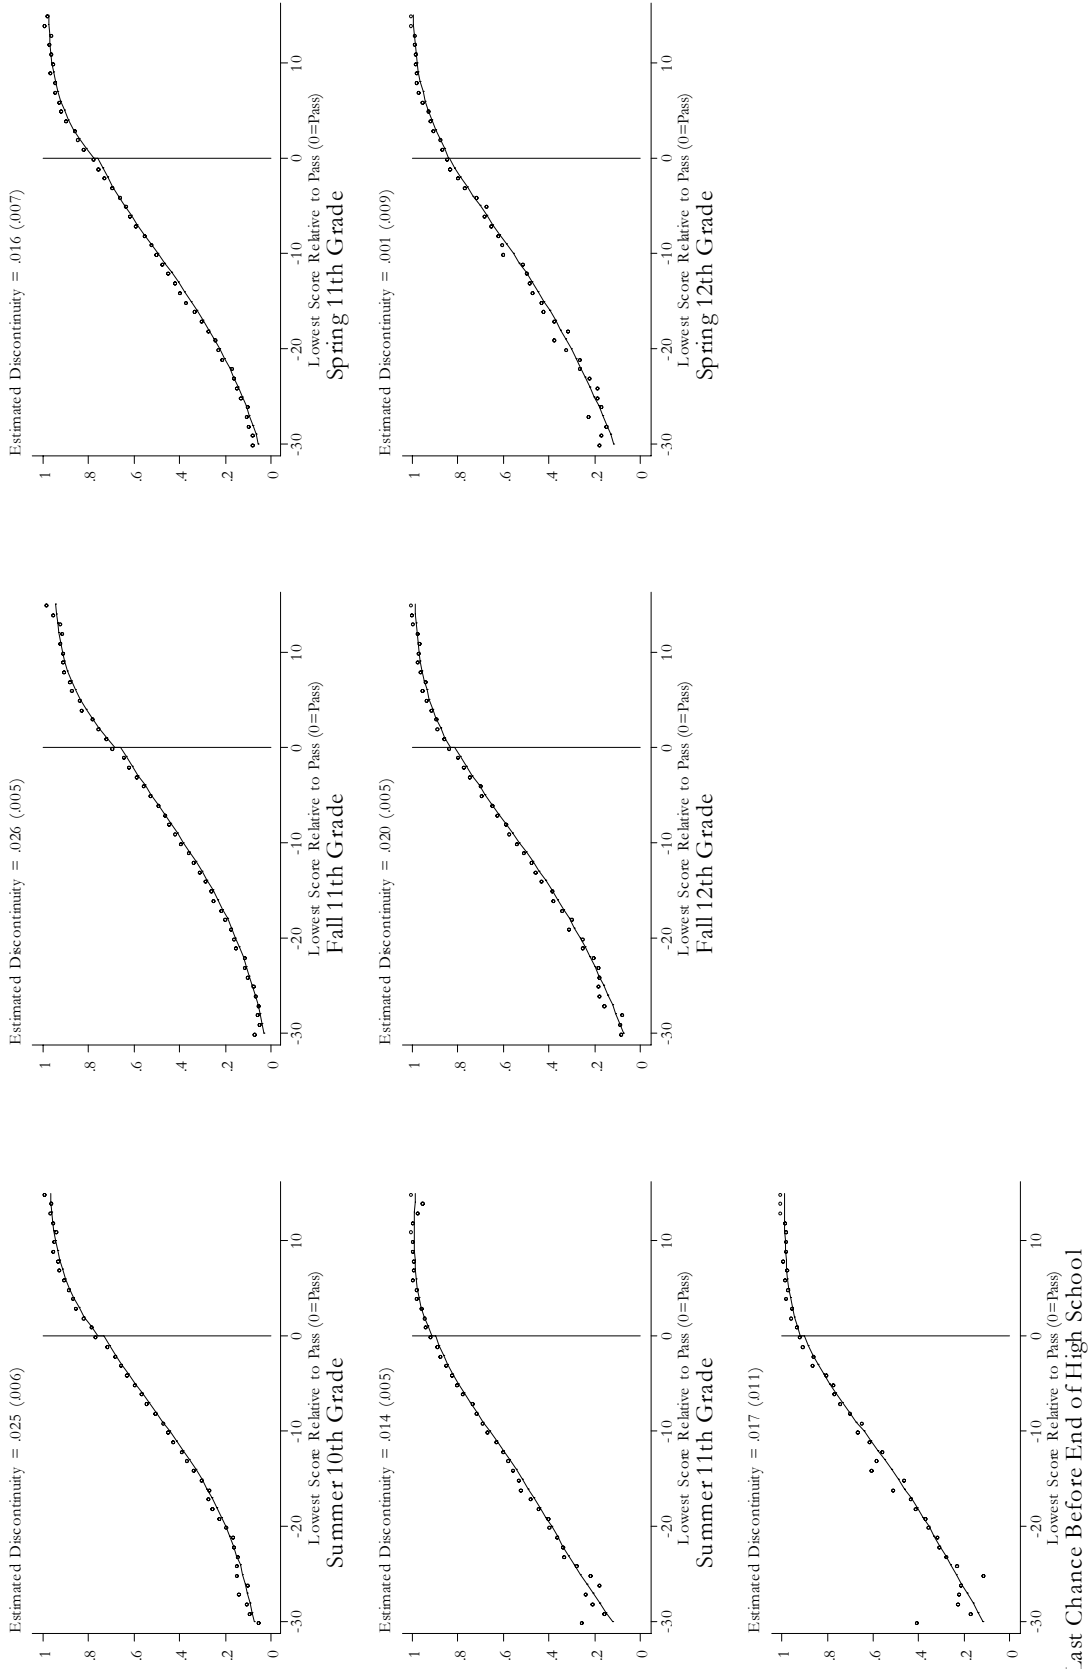 Estimated Discontinuity = .025 (.006)
1
.8
.6
.4
.2
0
-30 -20 -10 0 10
Lowest Score Relative to Pass (0=Pass)
Summer 10th Grade
Estimated Discontinuity = .026 (.005)
1
.8
.6
.4
.2
0
-30 -20 -10 0 10
Lowest Score Relative to Pass (0=Pass)
Fall 11th Grade
Estimated Discontinuity = .016 (.007)
1
.8
.6
.4
.2
0
-30 -20 -10 0 10
Lowest Score Relative to Pass (0=Pass)
Spring 11th Grade
Estimated Discontinuity = .014 (.005)
1
.8
.6
.4
.2
0
-30 -20 -10 0 10
Lowest Score Relative to Pass (0=Pass)
Summer 11th Grade
Estimated Discontinuity = .020 (.005)
1
.8
.6
.4
.2
0
-30 -20 -10 0 10
Lowest Score Relative to Pass (0=Pass)
Fall 12th Grade
Estimated Discontinuity = .001 (.009)
1
.8
.6
.4
.2
0
-30 -20 -10 0 10
Lowest Score Relative to Pass (0=Pass)
Spring 12th Grade
Estimated Discontinuity = .017 (.011)
1
.8
.6
.4
.2
0
-30 -20 -10 0 10
Lowest Score Relative to Pass (0=Pass)
Last Chance Before End of High School